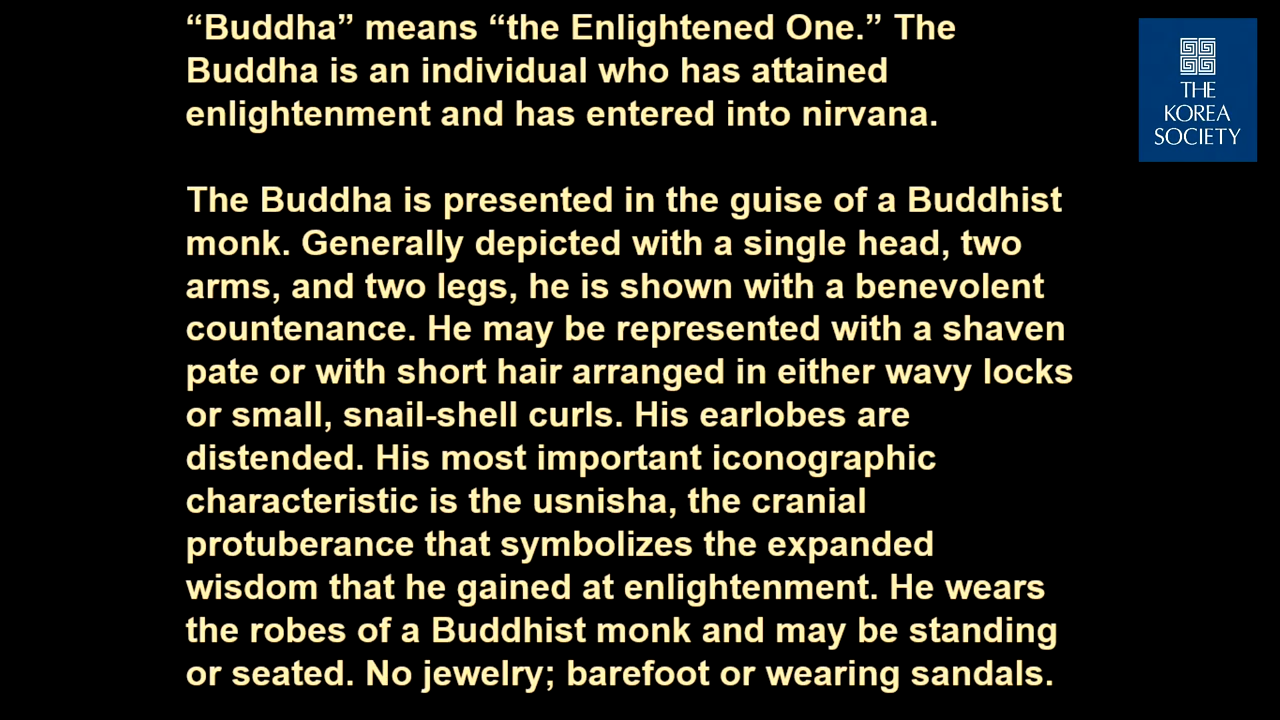 “Buddha” means “the Enlightened One.” The
Buddha is an individual who has attained
enlightenment and has entered into nirvana.
The Buddha is presented in the guise of a Buddhist
monk. Generally depicted with a single head, two
arms, and two legs, he is shown with a benevolent
countenance. He may be represented with a shaven
pate or with short hair arranged in either wavy locks
or small, snail-shell curls. His earlobes are
distended. His most important iconographic
characteristic is the usnisha, the cranial
protuberance that symbolizes the expanded
wisdom that he gained at enlightenment. He wears
the robes of a Buddhist monk and may be standing
or seated. No jewelry; barefoot or wearing sandals.
THE
KOREA
SOCIETY